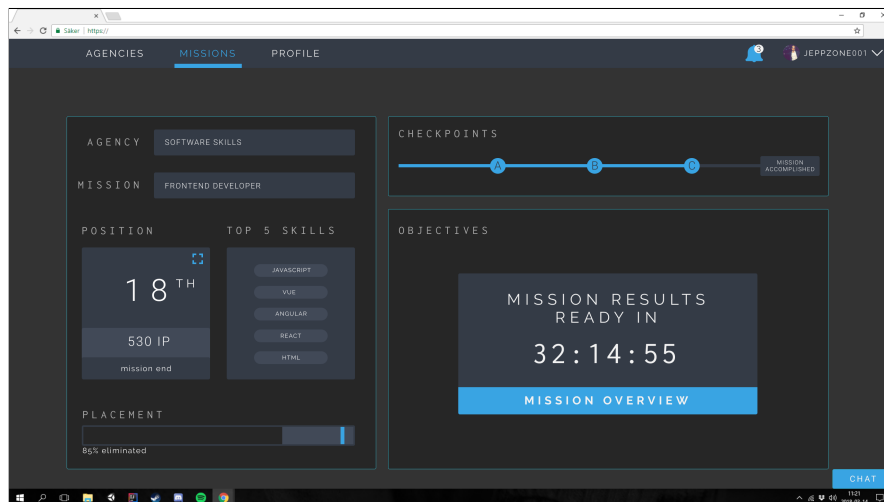 Säker | https://
AGENCIES MISSIONS PROFILE
3
JEPPZONE001
AGENCY SOFTWARE SKILLS
MISSION FRONTEND DEVELOPER
POSITION TOP 5 SKILLS
18TH
530 IP
mission end
JAVASCRIPT
VUE
ANGULAR
REACT
HTML
PLACEMENT
85% eliminated
CHECKPOINTS
A B C
MISSION
ACCOMPLISHED
OBJECTIVES
MISSION RESULTS
READY IN
32:14:55
MISSION OVERVIEW
CHAT
11:21